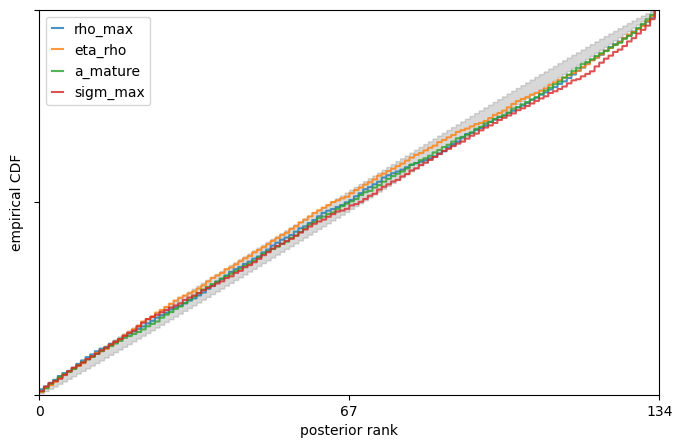 rho_max
eta_rho
a_mature
sigm_max
empirical CDF
0
67
134
posterior rank